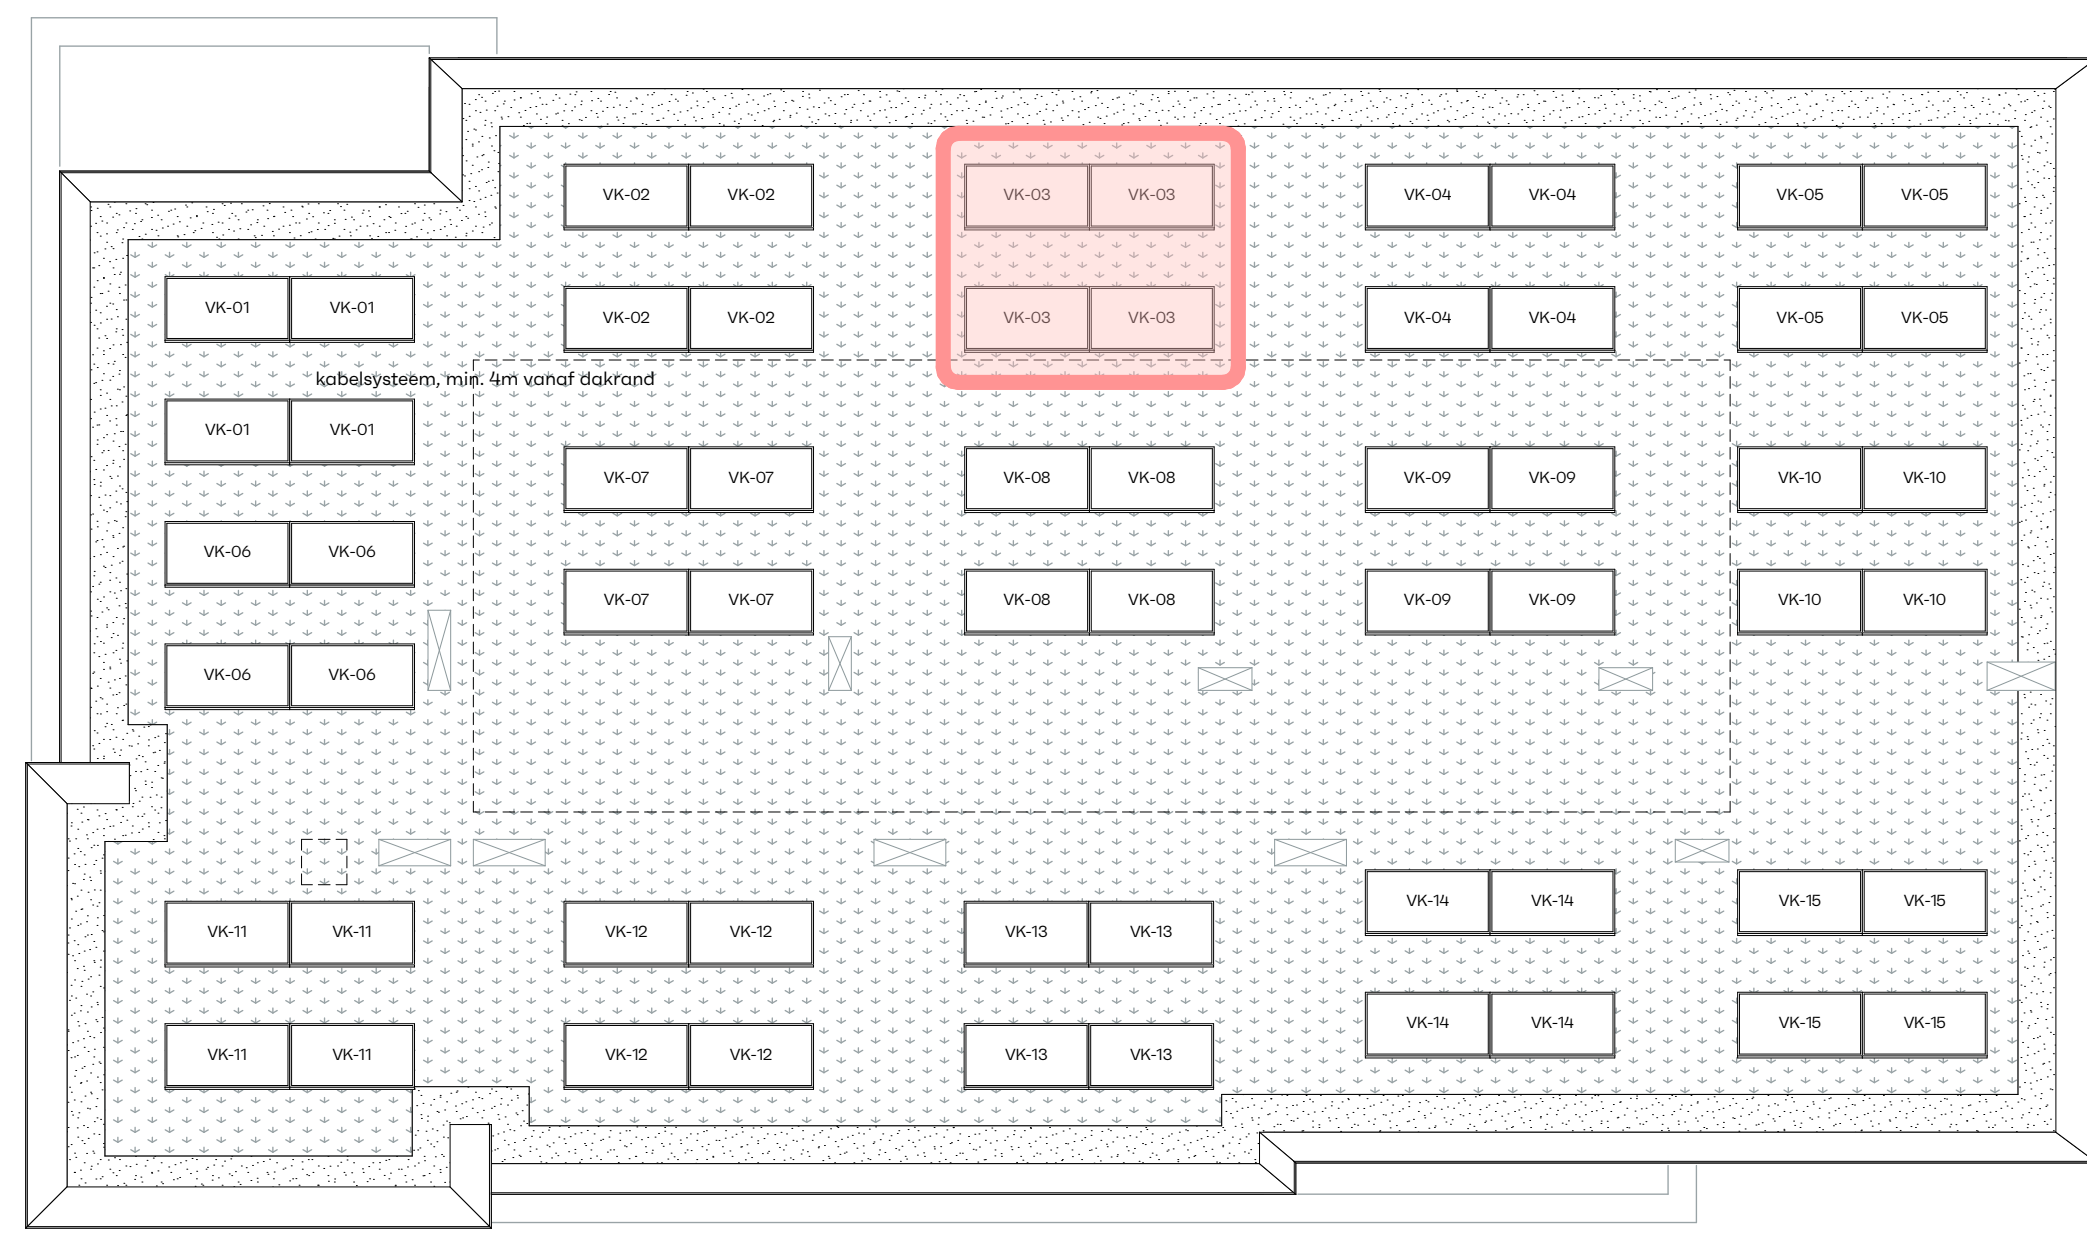 VK-02 VK-02 VK-03 VK-03 VK-04 VK-04 VK-05 VK-05
VK-01 VK-01
VK-02 VK-02 VK-03 VK-03 VK-04 VK-04 VK-05 VK-05
kabelsysteem, min. 4m vanaf dakrand
VK-01 VK-01
VK-07 VK-07 VK-08 VK-08 VK-09 VK-09 VK-10 VK-10
VK-06 VK-06
VK-07 VK-07 VK-08 VK-08 VK-09 VK-09 VK-10 VK-10
VK-06 VK-06
VK-14 VK-14 VK-15 VK-15
VK-11 VK-11 VK-12 VK-12 VK-13 VK-13
VK-14 VK-14 VK-15 VK-15
VK-11 VK-11 VK-12 VK-12 VK-13 VK-13